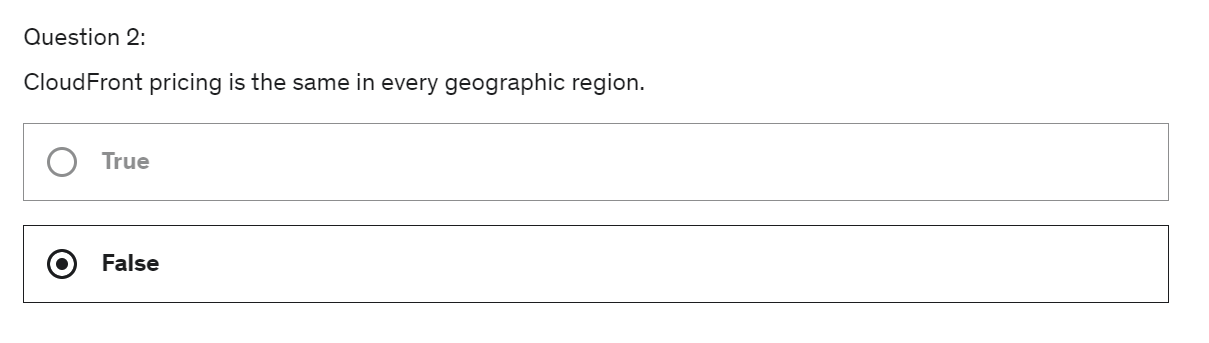 Question 2:
CloudFront pricing is the same in every geographic region.
True
False